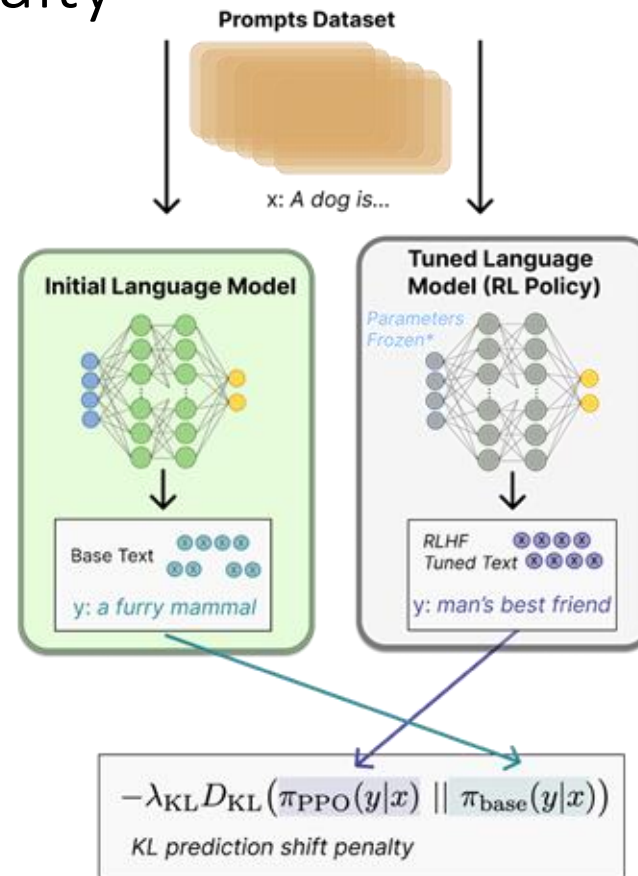 Prompts Dataset
x: A dog is...
Initial Language Model
Tuned Language
Model (RL Policy)
Parameters
Frozen*
Base Text
y: a furry mammal
RLHF
Tuned Text
y: man's best friend
−λ_KL D_KL(π_PPO(y|x) || π_base(y|x))
KL prediction shift penalty